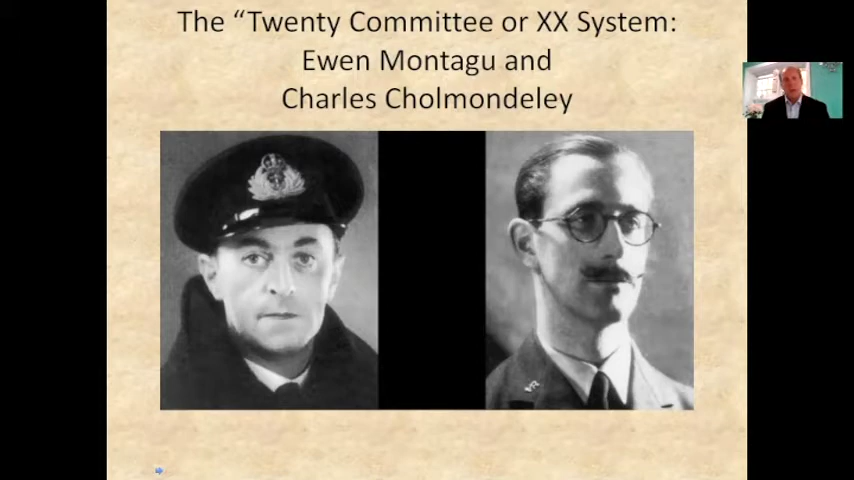 The “Twenty Committee or XX System:
Ewen Montagu and
Charles Cholmondeley